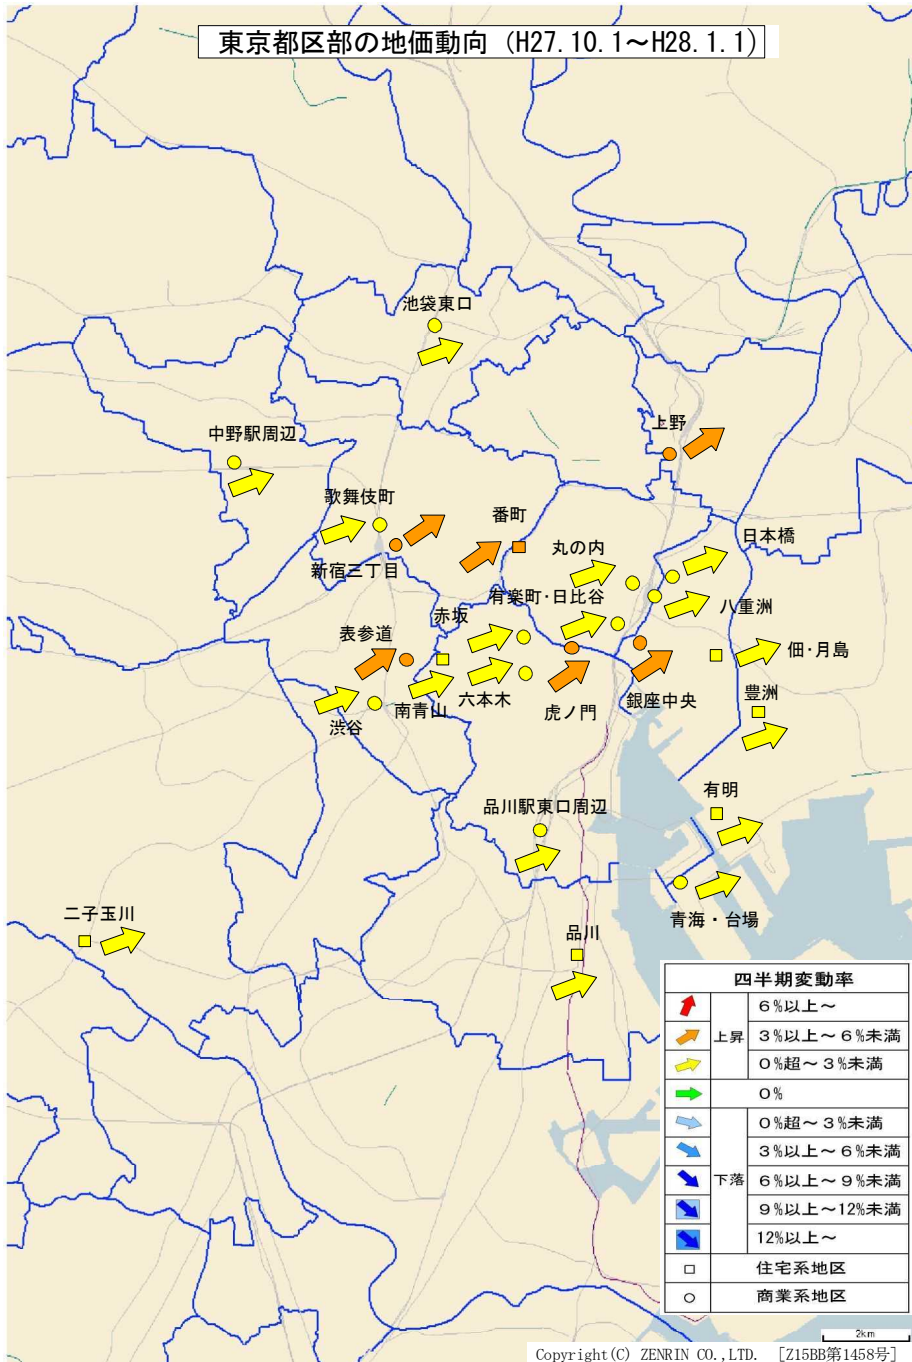 東京都区部の地価動向 (H27.10.1～H28.1.1)
池袋東口
中野駅周辺
上野
歌舞伎町
番町
日本橋
丸の内
新宿三丁目
有楽町・日比谷
八重洲
赤坂
表参道
佃・月島
豊洲
六本木
銀座中央
南青山
虎ノ門
渋谷
有明
品川駅東口周辺
二子玉川
青海・台場
品川
四半期変動率
上昇
6%以上～
3%以上～6%未満
0%超～3%未満
0%
下落
0%超～3%未満
3%以上～6%未満
6%以上～9%未満
9%以上～12%未満
12%以上～
住宅系地区
商業系地区
2km
Copyright(C) ZENRIN CO.,LTD. [Z15BB第1458号]